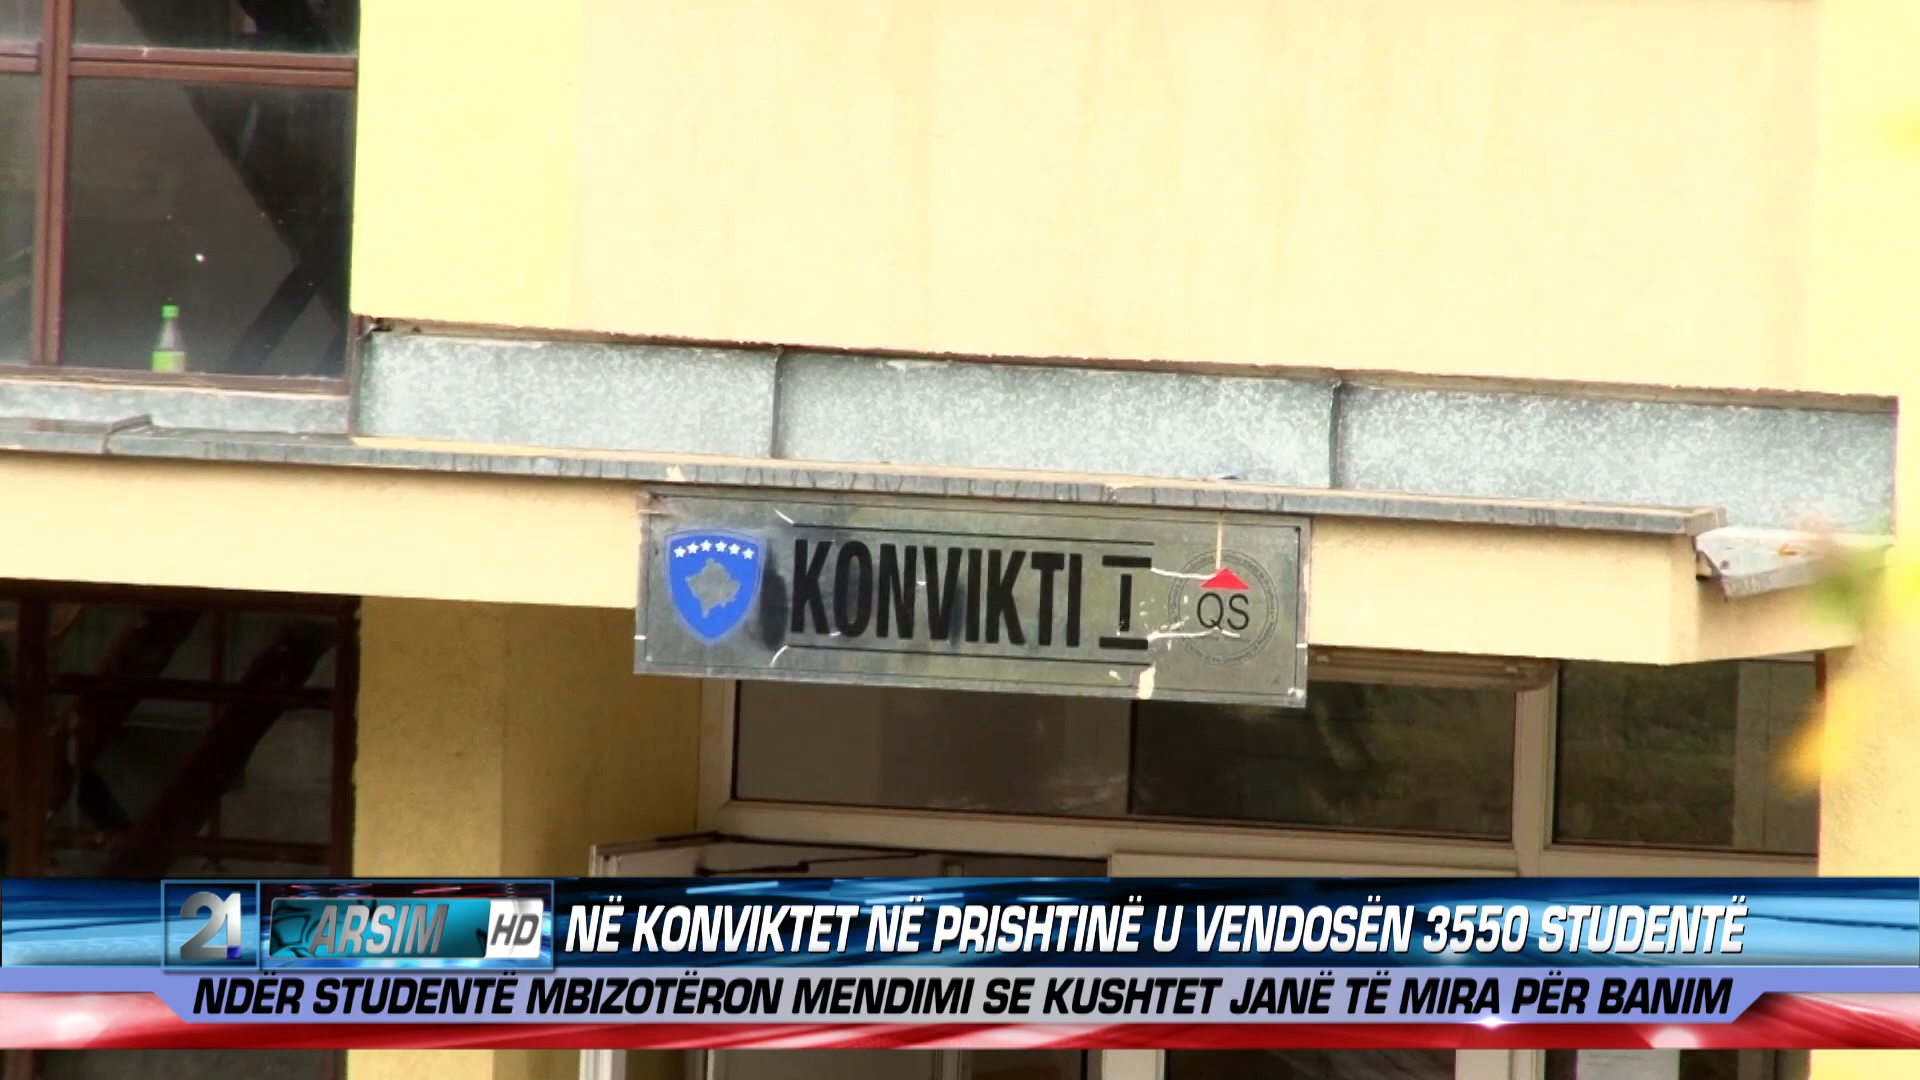 KONVIKTI I
QS
21 ARSIM HD NË KONVIKTET NË PRISHTINË U VENDOSËN 3550 STUDENTË
NDËR STUDENTË MBIZOTËRON MENDIMI SE KUSHTET JANË TË MIRA PËR BANIM